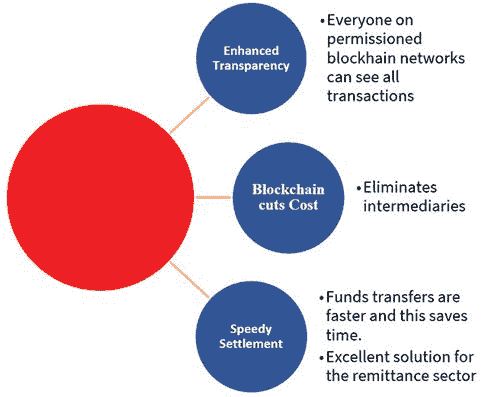 Enhanced
Transparency
•Everyone on
permissioned
blockhain networks
can see all
transactions
Blockchain
cuts Cost
•Eliminates
intermediaries
Speedy
Settlement
•Funds transfers are
faster and this saves
time.
•Excellent solution for
the remittance sector